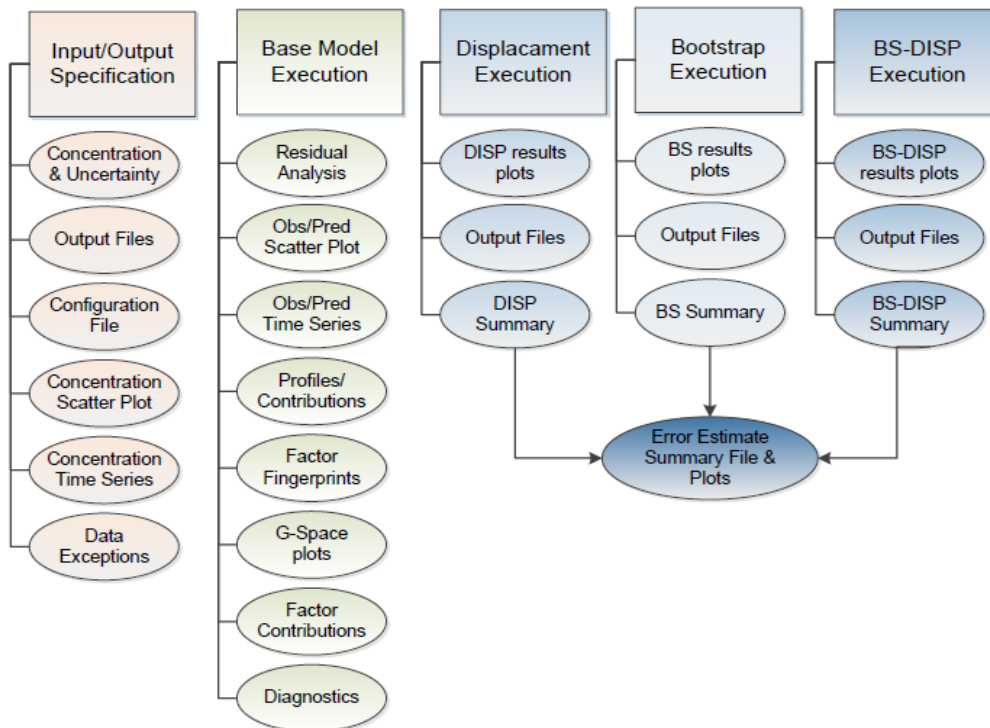 Input/Output
Specification
Concentration
& Uncertainty
Output Files
Configuration
File
Concentration
Scatter Plot
Concentration
Time Series
Data
Exceptions
Base Model
Execution
Residual
Analysis
Obs/Pred
Scatter Plot
Obs/Pred
Time Series
Profiles/
Contributions
Factor
Fingerprints
G-Space
plots
Factor
Contributions
Diagnostics
Displacament
Execution
DISP results
plots
Output Files
DISP
Summary
Bootstrap
Execution
BS results
plots
Output Files
BS Summary
BS-DISP
Execution
BS-DISP
results plots
Output Files
BS-DISP
Summary
Error Estimate
Summary File &
Plots